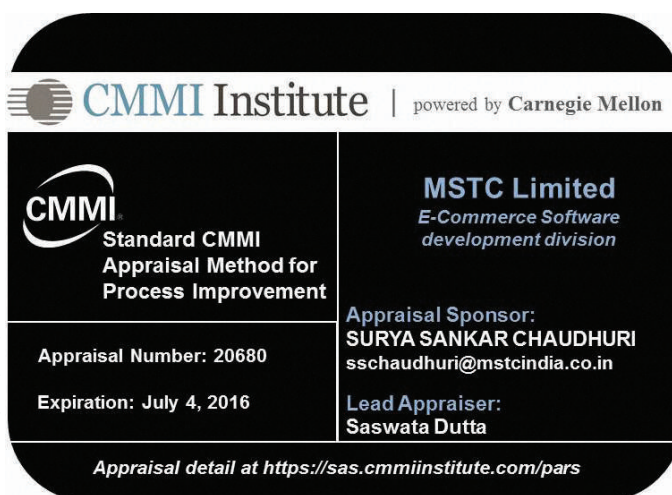 CMMI Institute | powered by Carnegie Mellon
CMMI®
Standard CMMI
Appraisal Method for
Process Improvement
Appraisal Number: 20680
Expiration: July 4, 2016
MSTC Limited
E-Commerce Software
development division
Appraisal Sponsor:
SURYA SANKAR CHAUDHURI
sschaudhuri@mstcindia.co.in
Lead Appraiser:
Saswata Dutta
Appraisal detail at https://sas.cmmiinstitute.com/pars